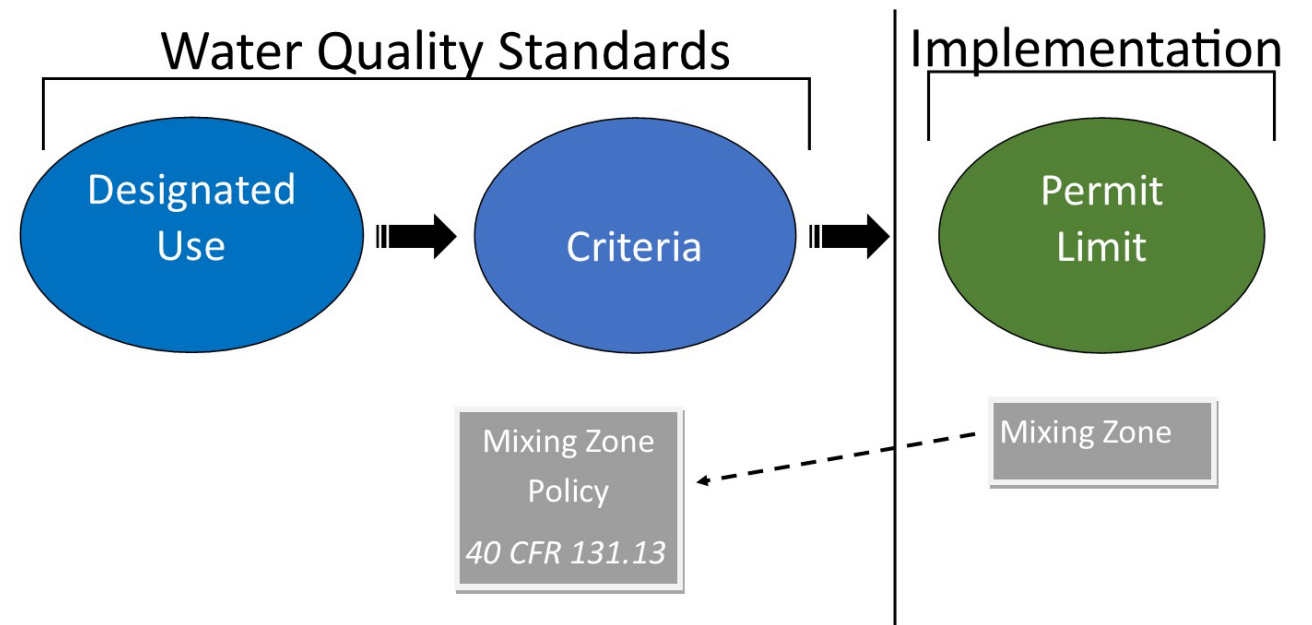 Water Quality Standards
Implementation
Designated
Use
Criteria
Permit
Limit
Mixing Zone
Policy
40 CFR 131.13
Mixing Zone